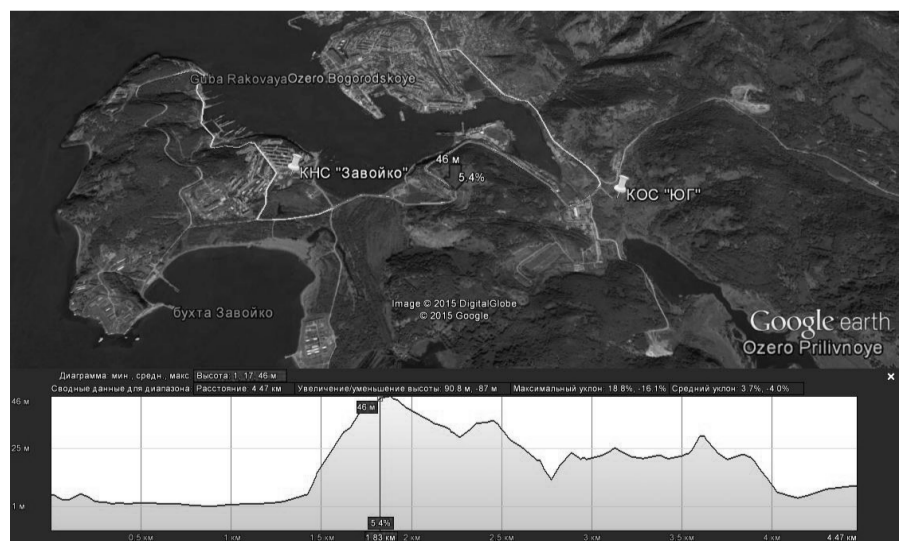 Guba Rakovaya Ozero Bogorodskoye
КНС "Завойко"
46 м
5.4%
КОС "ЮГ"
бухта Завойко
Image © 2015 DigitalGlobe
© 2015 Google
Google earth
Ozero Prilivnoye
Диаграмма: мин., средн., макс Высота: 1, 17, 46 м
Сводные данные для диапазона: Расстояние: 4.47 км Увеличение/уменьшение высоты: 90.8 м, -87 м Максимальный уклон: 18.8%, -16.1% Средний уклон: 3.7%, -4.0%
46 м
46 м
25 м
1 м
5.4%
0.5 км 1 км 1.5 км 1.83 км 2 км 2.5 км 3 км 3.5 км 4 км 4.47 км